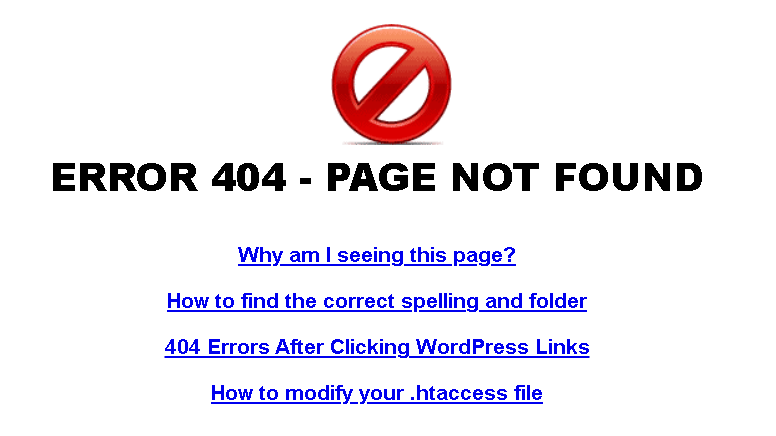 ERROR 404 - PAGE NOT FOUND
Why am I seeing this page?
How to find the correct spelling and folder
404 Errors After Clicking WordPress Links
How to modify your .htaccess file